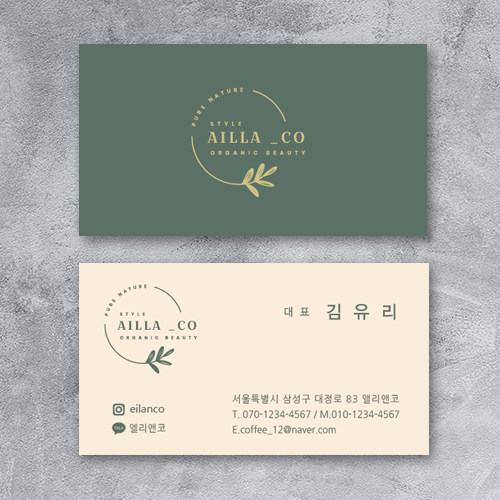 PURE NATURE
STYLE
AILLA _CO
ORGANIC BEAUTY
PURE NATURE
STYLE
AILLA _CO
ORGANIC BEAUTY
대 표 김 유 리
eilanco
TALK 엘리앤코
서울특별시 삼성구 대정로 83 앨리앤코
T. 070-1234-4567 / M.010-1234-4567
E.coffee_12@naver.com